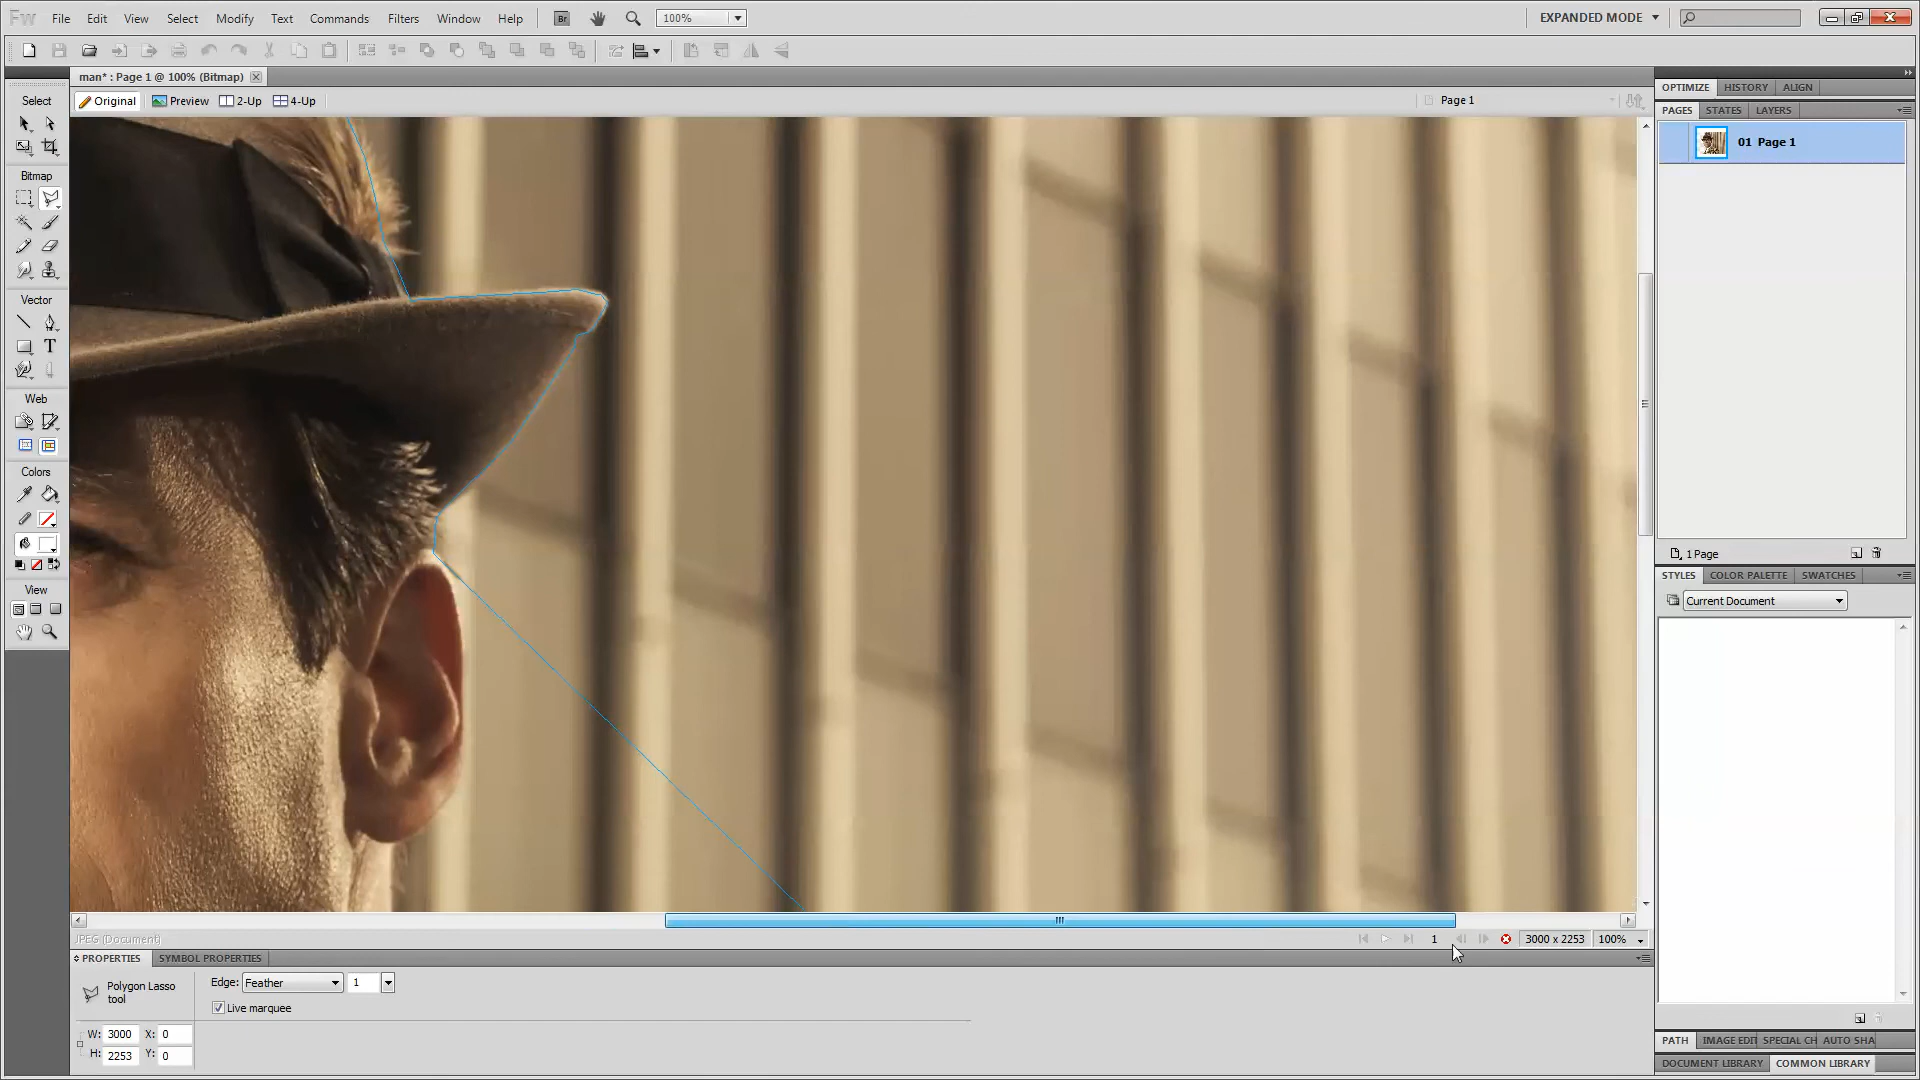 Fw File Edit View Select Modify Text Commands Filters Window Help Br 100% EXPANDED MODE
man* : Page 1 @ 100% (Bitmap)
Original Preview 2-Up 4-Up Page 1
Select
Bitmap
Vector
T
Web
Colors
View
OPTIMIZE HISTORY ALIGN
PAGES STATES LAYERS
01 Page 1
1 Page
STYLES COLOR PALETTE SWATCHES
Current Document
JPEG (Document) 1 3000 x 2253 100%
PROPERTIES SYMBOL PROPERTIES
Polygon Lasso tool
Edge: Feather 1
Live marquee
W: 3000 X: 0
H: 2253 Y: 0
PATH IMAGE EDIT SPECIAL CH AUTO SHA
DOCUMENT LIBRARY COMMON LIBRARY